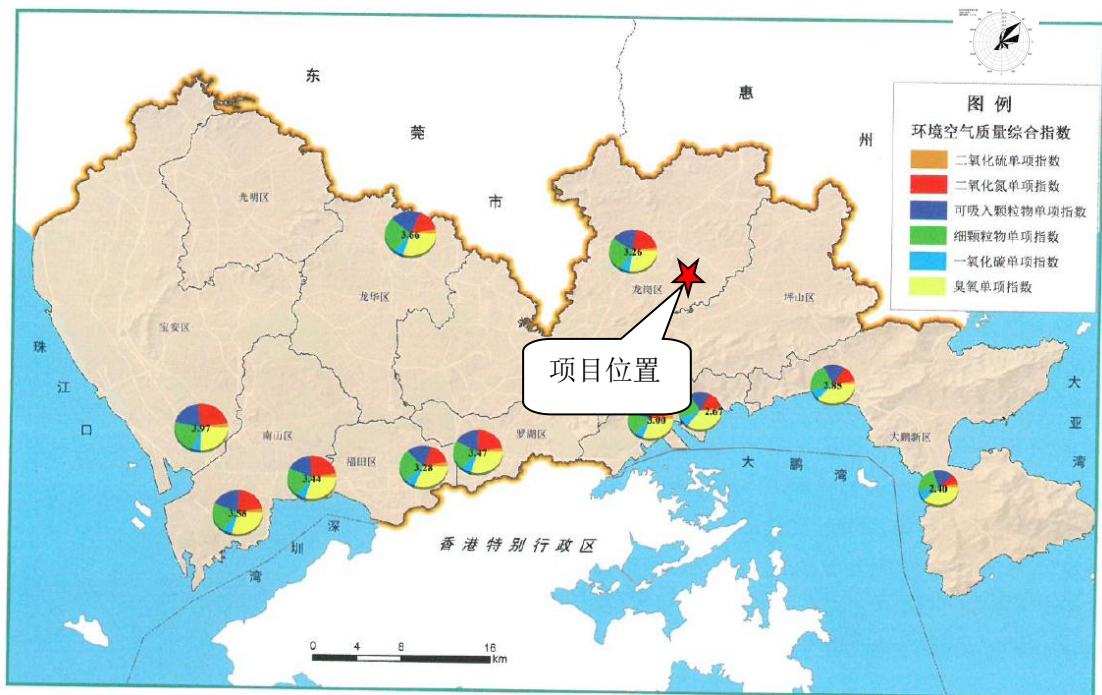 东
莞
市
惠
州
图 例
环境空气质量综合指数
二氧化硫单项指数
二氧化氮单项指数
可吸入颗粒物单项指数
细颗粒物单项指数
一氧化碳单项指数
臭氧单项指数
光明区
3.66
3.26
龙华区
龙岗区
坪山区
宝安区
项目位置
珠
江
口
3.97
南山区
福田区
3.44
3.58
3.28
3.47
罗湖区
3.00
2.67
2.85
大鹏新区
2.40
大
亚
湾
大
鹏
湾
深
圳
湾
香港特别行政区
0 4 8 16
km